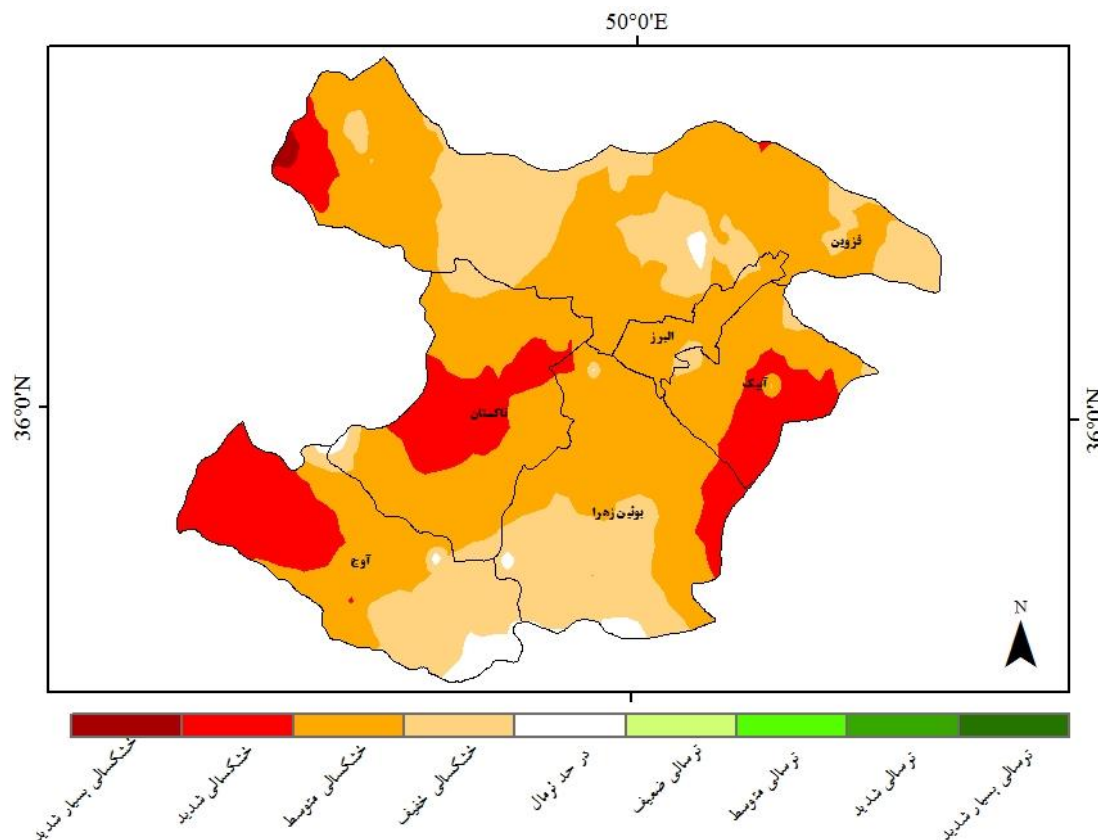 50°0'E
قزوین
البرز
آبیک
36°0'N
تاکستان
36°0'N
بوئین زهرا
آوج
N
خشکسالی بسیار شدید
خشکسالی شدید
خشکسالی متوسط
خشکسالی خفیف
در حد نرمال
ترسالی ضعیف
ترسالی متوسط
ترسالی شدید
ترسالی بسیار شدید